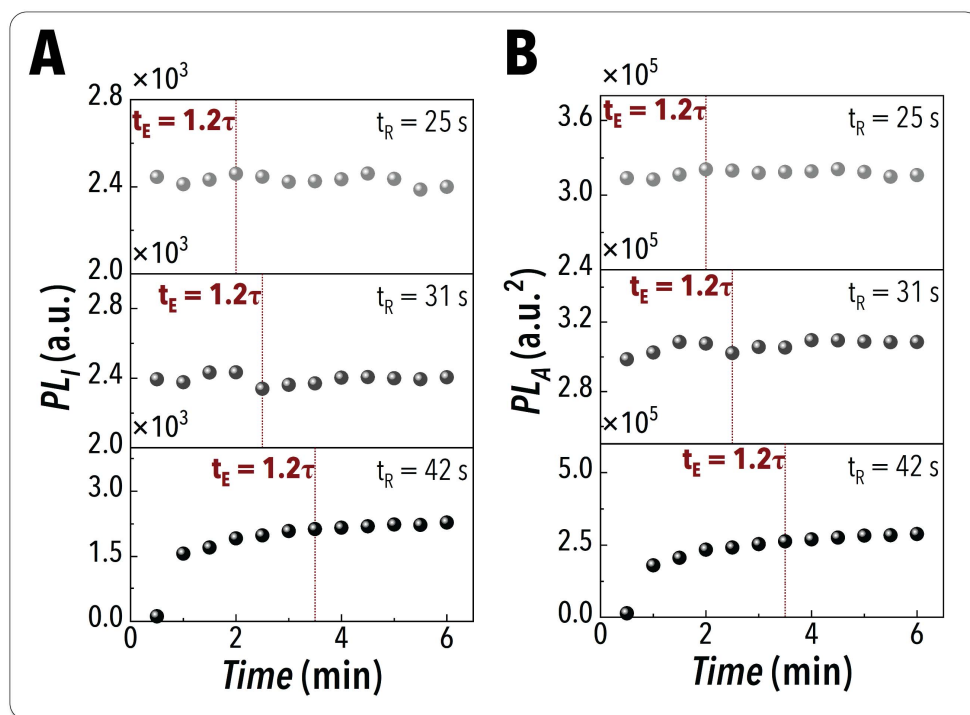 A
×10³
2.8
t_E = 1.2τ
t_R = 25 s
2.4
×10³
2.0
t_E = 1.2τ
t_R = 31 s
2.8
2.4
×10³
2.0
t_E = 1.2τ
t_R = 42 s
3.0
1.5
0.0
0 2 4 6
PL_I (a.u.)
Time (min)
B
×10⁵
3.6
t_E = 1.2τ
t_R = 25 s
3.0
×10⁵
2.4
t_E = 1.2τ
t_R = 31 s
3.2
2.8
×10⁵
t_E = 1.2τ
t_R = 42 s
5.0
2.5
0.0
0 2 4 6
PL_A (a.u.²)
Time (min)